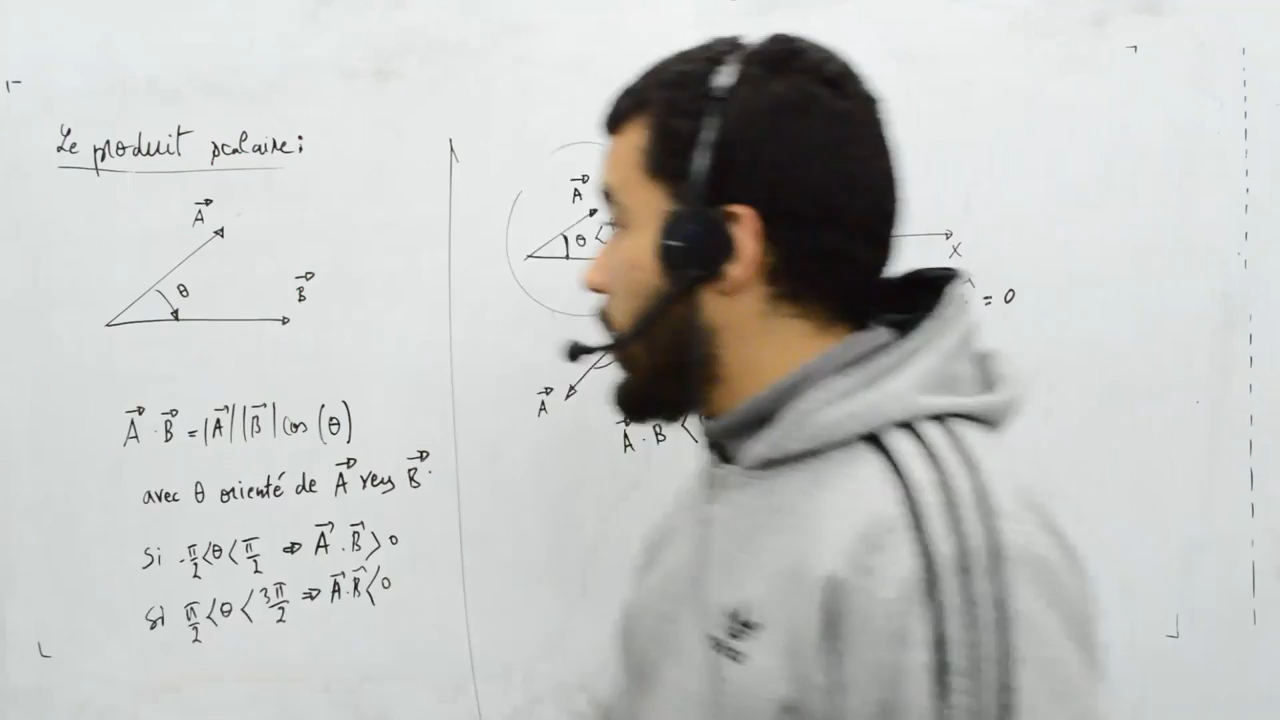 Le produit scalaire:
A⃗
θ
B⃗
A⃗ . B⃗ = |A⃗| |B⃗| cos (θ)
avec θ orienté de A⃗ vers B⃗.
Si -π/2 < θ < π/2 ⇒ A⃗ . B⃗ > 0
Si π/2 < θ < 3π/2 ⇒ A⃗ . B⃗ < 0
A⃗
θ <
X
= 0
A⃗
A⃗ . B <